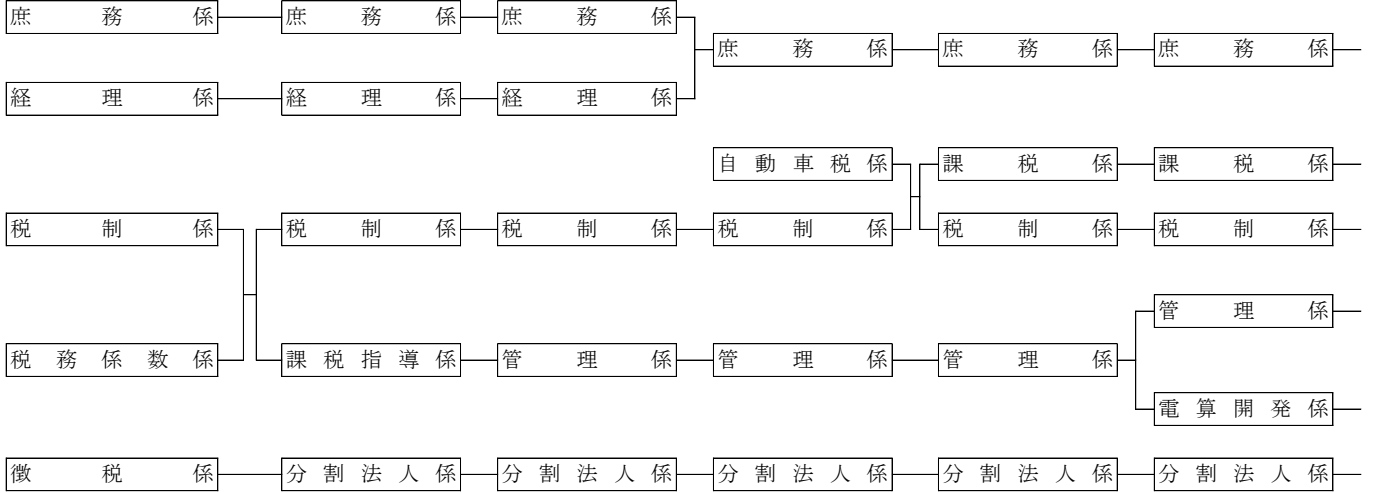 庶務係 庶務係 庶務係
庶務係 庶務係 庶務係
経理係 経理係 経理係
自動車税係 課税係 課税係
税制係 税制係 税制係 税制係 税制係 税制係
管理係
税務係数係 課税指導係 管理係 管理係 管理係
電算開発係
徴税係 分割法人係 分割法人係 分割法人係 分割法人係 分割法人係